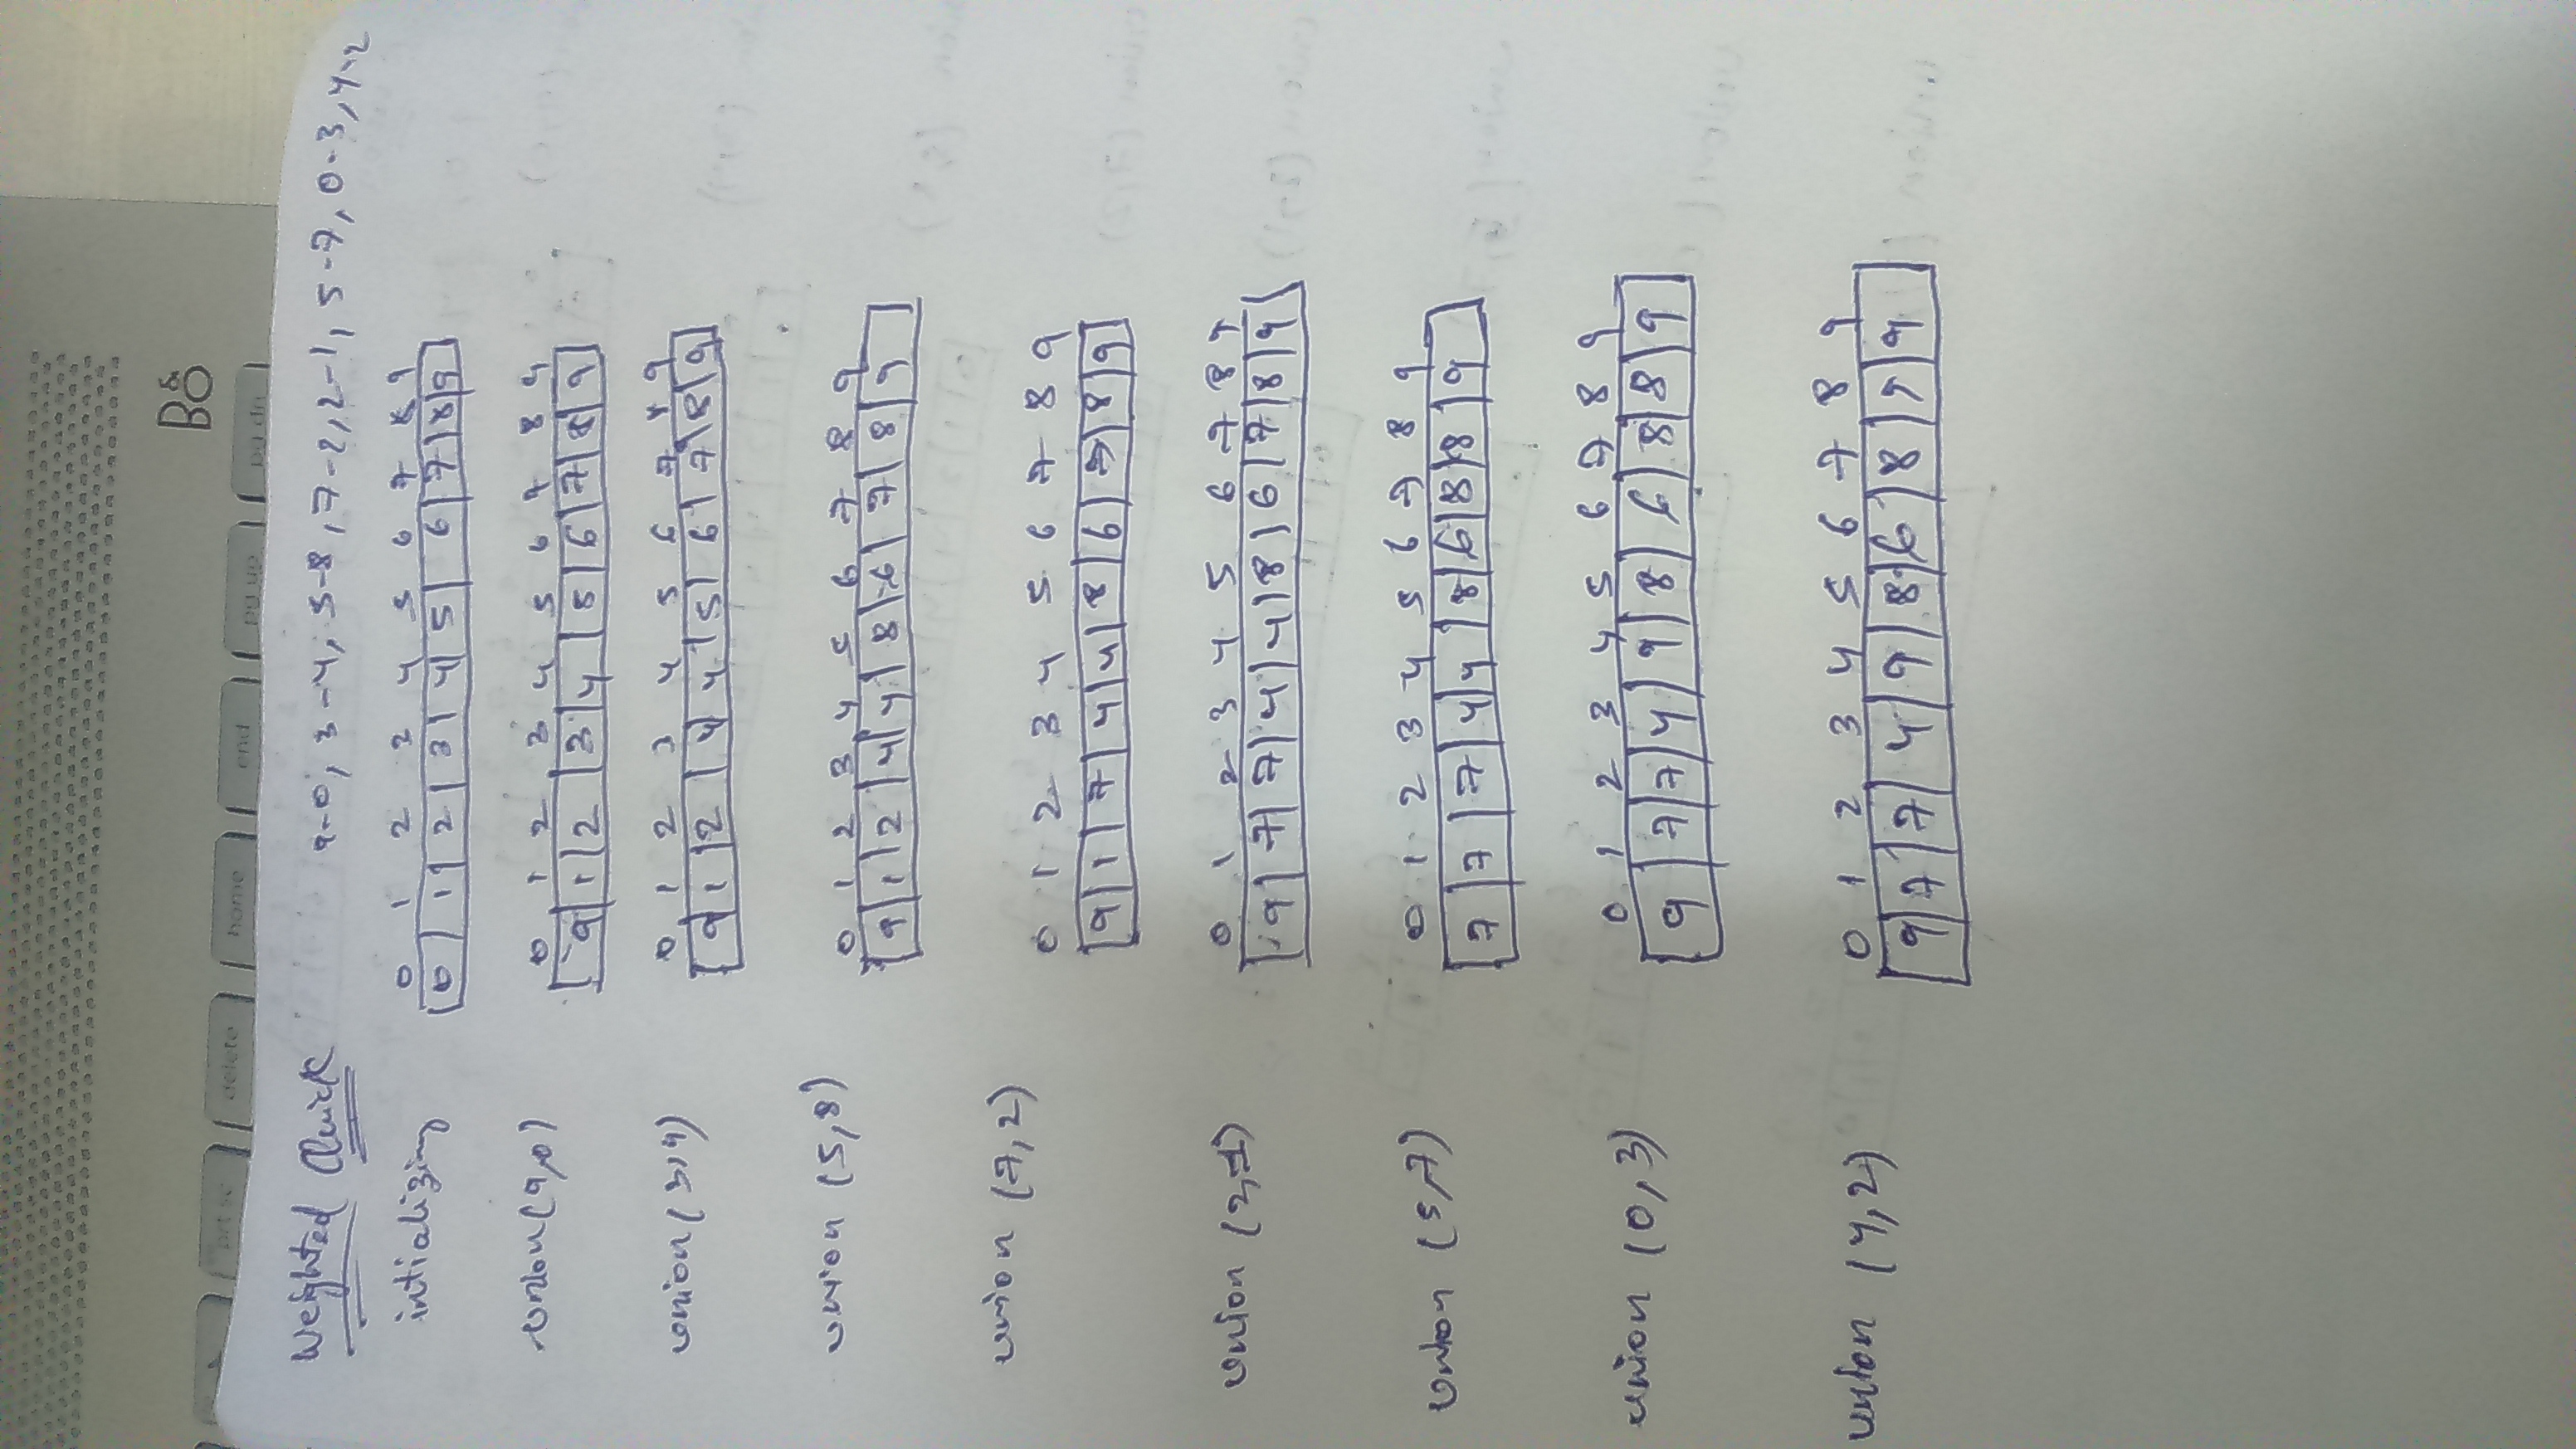 B&O
prt sc delete home end pg up pg dn
Weighted Quick 9-0, 3-4, 5-8, 7-2, 2-1, 5-7, 0-3, 4-2
intializing 0 1 2 3 4 5 6 7 8 9
0 1 2 3 4 5 6 7 8 9
union (9,0) 0 1 2 3 4 5 6 7 8 9
9 1 2 3 4 5 6 7 8 9
union (3,4) 0 1 2 3 4 5 6 7 8 9
9 1 2 4 4 5 6 7 8 9
union (5,8) 0 1 2 3 4 5 6 7 8 9
9 1 2 4 4 8 6 7 8 9
union (7,2)
0 1 2 3 4 5 6 7 8 9
9 1 7 4 4 8 6 7 8 9
union (2,1) 0 1 2 3 4 5 6 7 8 9
9 7 7 4 4 8 6 7 8 9
union (5,7) 0 1 2 3 4 5 6 7 8 9
7 7 7 4 4 8 6 8 8 9
union (0,3) 0 1 2 3 4 5 6 7 8 9
9 7 7 4 9 8 6 8 8 9
union (4,2) 0 1 2 3 4 5 6 7 8 9
9 7 7 4 9 8 6 8 9 9